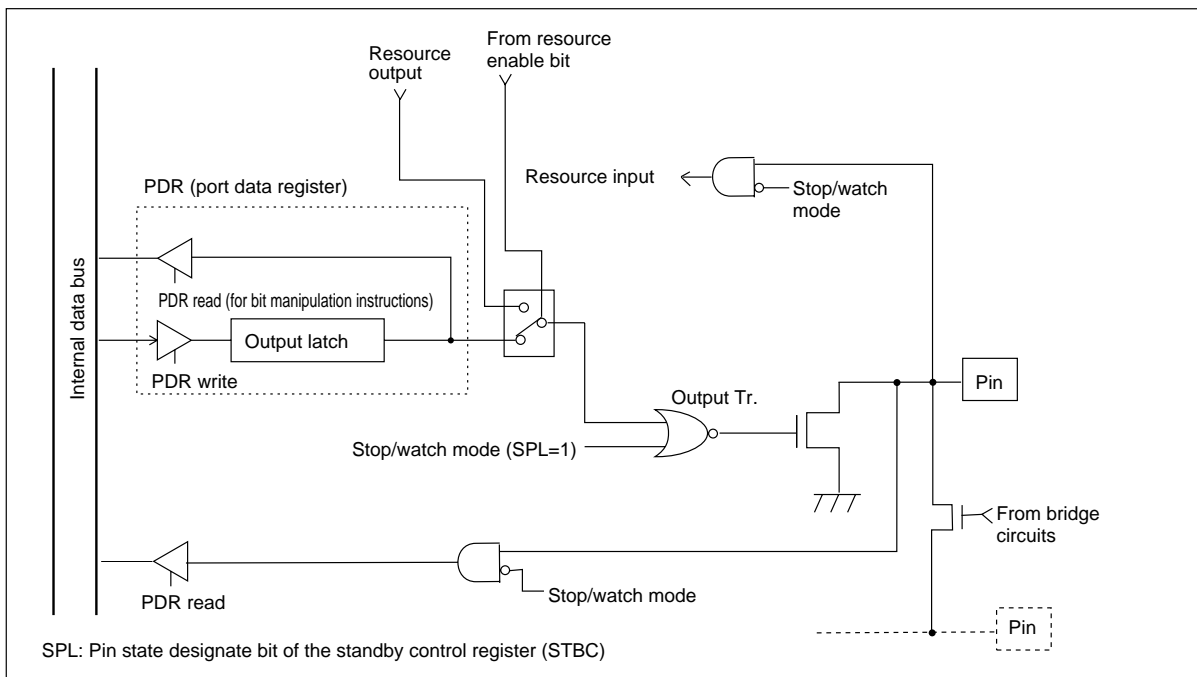 Resource
output
From resource
enable bit
Resource input
Stop/watch
mode
PDR (port data register)
Internal data bus
PDR read (for bit manipulation instructions)
Output latch
PDR write
Pin
Output Tr.
Stop/watch mode (SPL=1)
From bridge
circuits
PDR read
Stop/watch mode
Pin
SPL: Pin state designate bit of the standby control register (STBC)